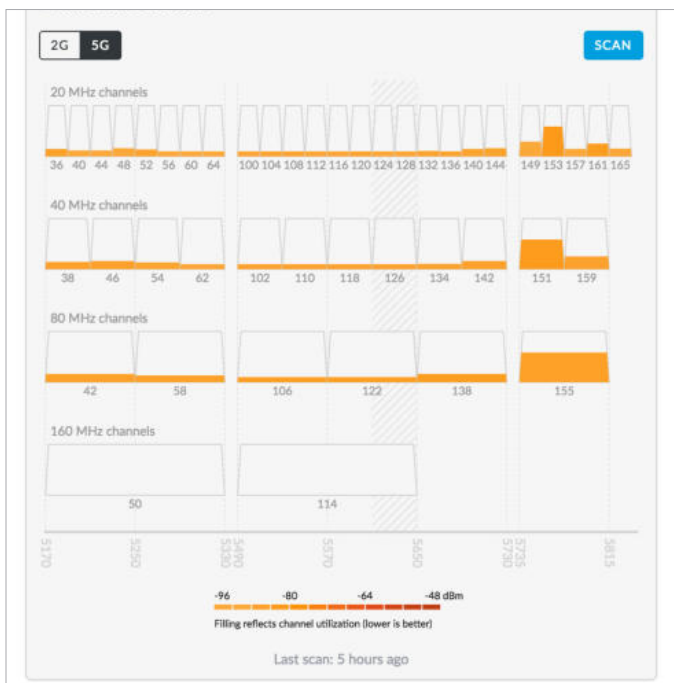 2G 5G SCAN
20 MHz channels
36 40 44 48 52 56 60 64 100 104 108 112 116 120 124 128 132 136 140 144 149 153 157 161 165
40 MHz channels
38 46 54 62 102 110 118 126 134 142 151 159
80 MHz channels
42 58 106 122 138 155
160 MHz channels
50 114
5170 5250 5330 5490 5570 5650 5730 5735 5815
-96 -80 -64 -48 dBm
Filling reflects channel utilization (lower is better)
Last scan: 5 hours ago